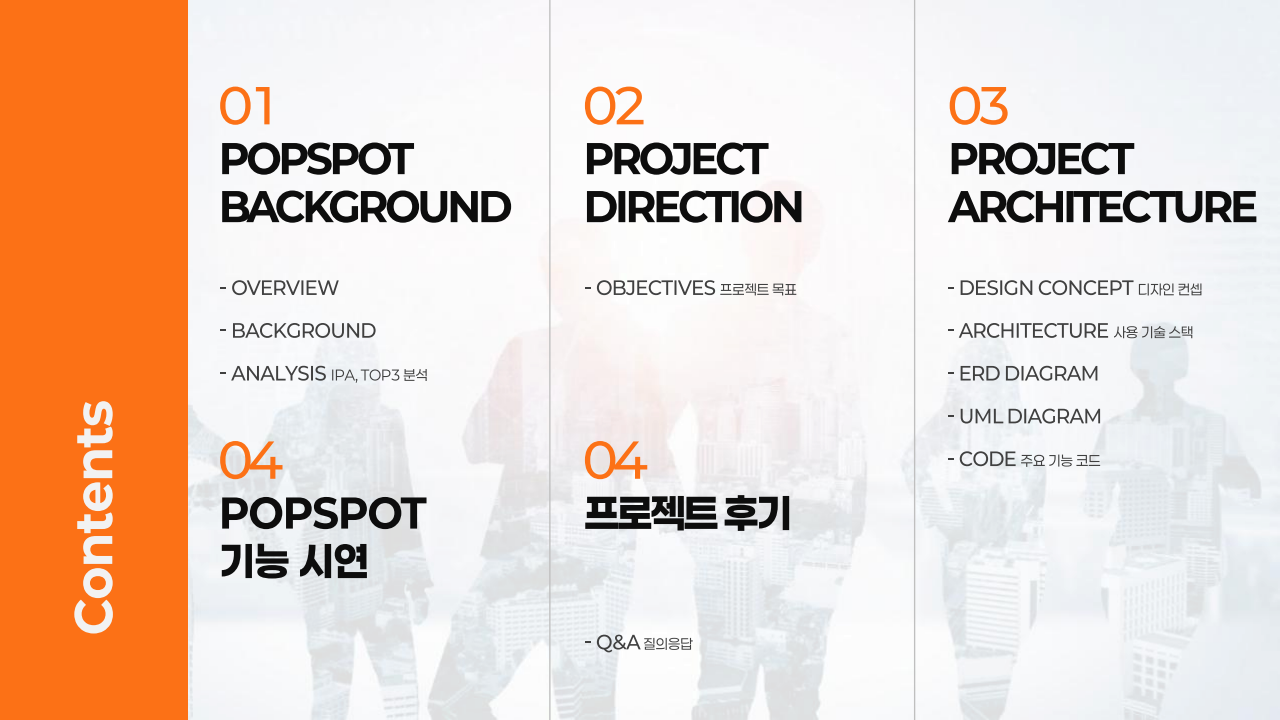 Contents
01
POPSPOT
BACKGROUND
- OVERVIEW
- BACKGROUND
- ANALYSIS IPA, TOP3 분석
02
PROJECT
DIRECTION
- OBJECTIVES 프로젝트 목표
03
PROJECT
ARCHITECTURE
- DESIGN CONCEPT 디자인 컨셉
- ARCHITECTURE 사용 기술 스택
- ERD DIAGRAM
- UML DIAGRAM
- CODE 주요 기능 코드
04
POPSPOT
기능 시연
04
프로젝트 후기
- Q&A 질의응답